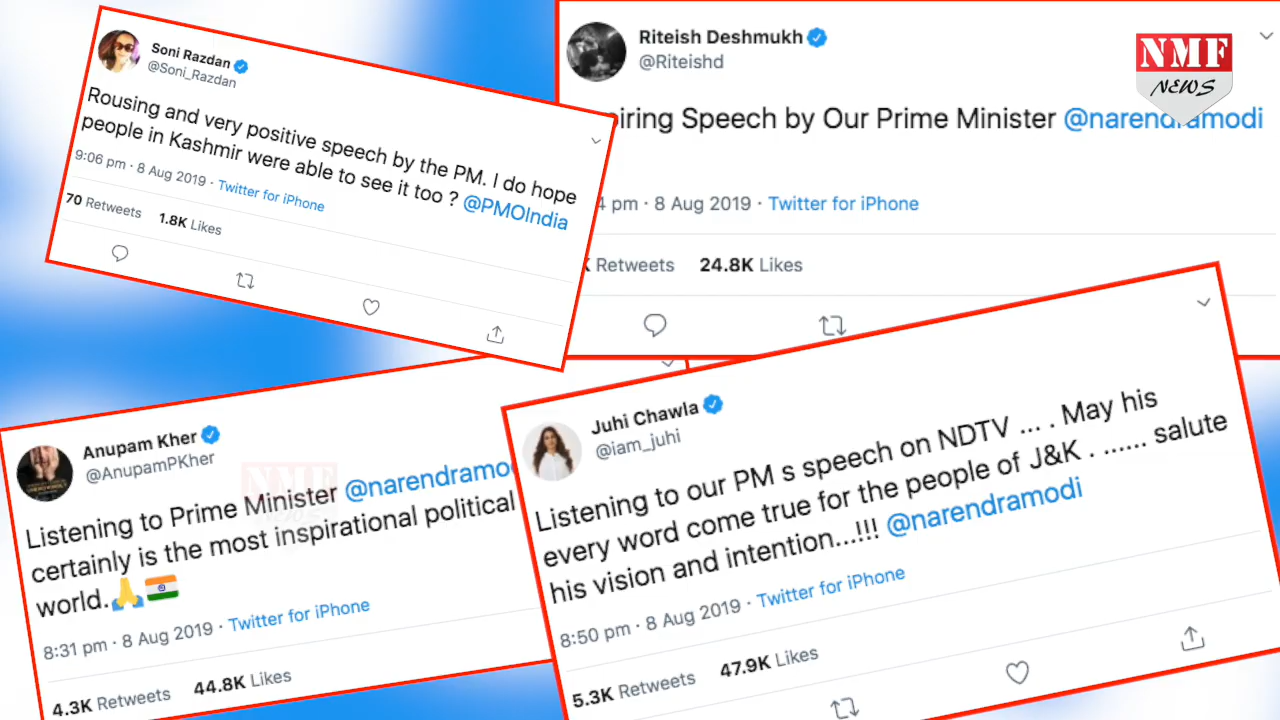 Soni Razdan
@Soni_Razdan
Rousing and very positive speech by the PM. I do hope
people in Kashmir were able to see it too ? @PMOIndia
9:06 pm · 8 Aug 2019 · Twitter for iPhone
70 Retweets 1.8K Likes
Riteish Deshmukh
@Riteishd
iring Speech by Our Prime Minister @narendramodi
4 pm · 8 Aug 2019 · Twitter for iPhone
K Retweets 24.8K Likes
NMF
NEWS
Anupam Kher
@AnupamPKher
Listening to Prime Minister @narendramo
certainly is the most inspirational political
world.🙏🇮🇳
8:31 pm · 8 Aug 2019 · Twitter for iPhone
4.3K Retweets 44.8K Likes
NMF
NEWS
Juhi Chawla
@iam_juhi
Listening to our PM s speech on NDTV ... . May his
every word come true for the people of J&K . ...... salute
his vision and intention...!!! @narendramodi
8:50 pm · 8 Aug 2019 · Twitter for iPhone
5.3K Retweets 47.9K Likes